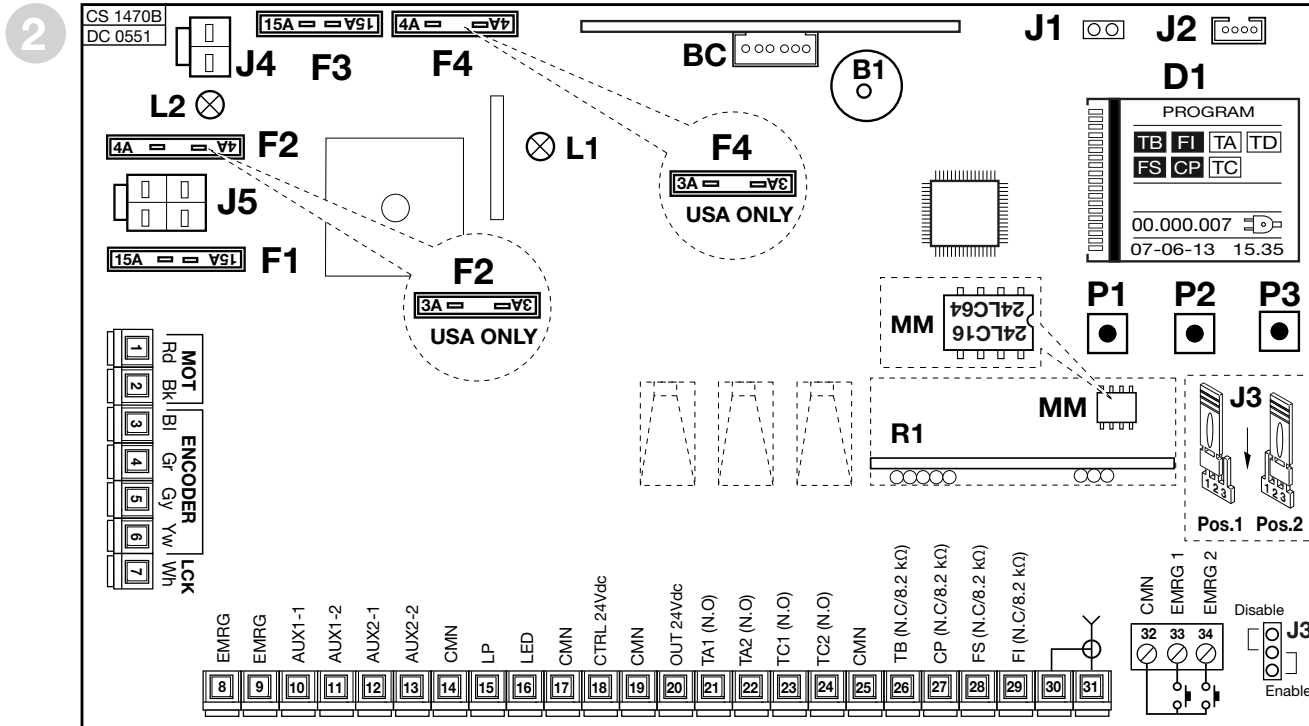 2
CS 1470B
DC 0551
J4
15A 15A
F3
4A 4A
F4
BC
B1
J1
J2
D1
PROGRAM
TB FI TA TD
FS CP TC
00.000.007
07-06-13 15.35
L2
4A 4A
F2
L1
F4
3A 3A
USA ONLY
J5
15A 15A
F1
F2
3A 3A
USA ONLY
MM
24LC16
24LC64
P1
P2
P3
MM
R1
J3
1 2 3
1 2 3
Pos.1 Pos.2
1 Rd
2 Bk
MOT
3 Bl
4 Gr
5 Gy
6 Yw
ENCODER
7 Wh
LCK
EMRG
EMRG
AUX1-1
AUX1-2
AUX2-1
AUX2-2
CMN
LP
LED
CMN
CTRL 24Vdc
CMN
OUT 24Vdc
TA1 (N.O)
TA2 (N.O)
TC1 (N.O)
TC2 (N.O)
CMN
TB (N.C/8.2 kΩ)
CP (N.C/8.2 kΩ)
FS (N.C/8.2 kΩ)
FI (N.C/8.2 kΩ)
8 9 10 11 12 13 14 15 16 17 18 19 20 21 22 23 24 25 26 27 28 29 30 31
CMN
EMRG 1
EMRG 2
32 33 34
Disable
J3
Enable